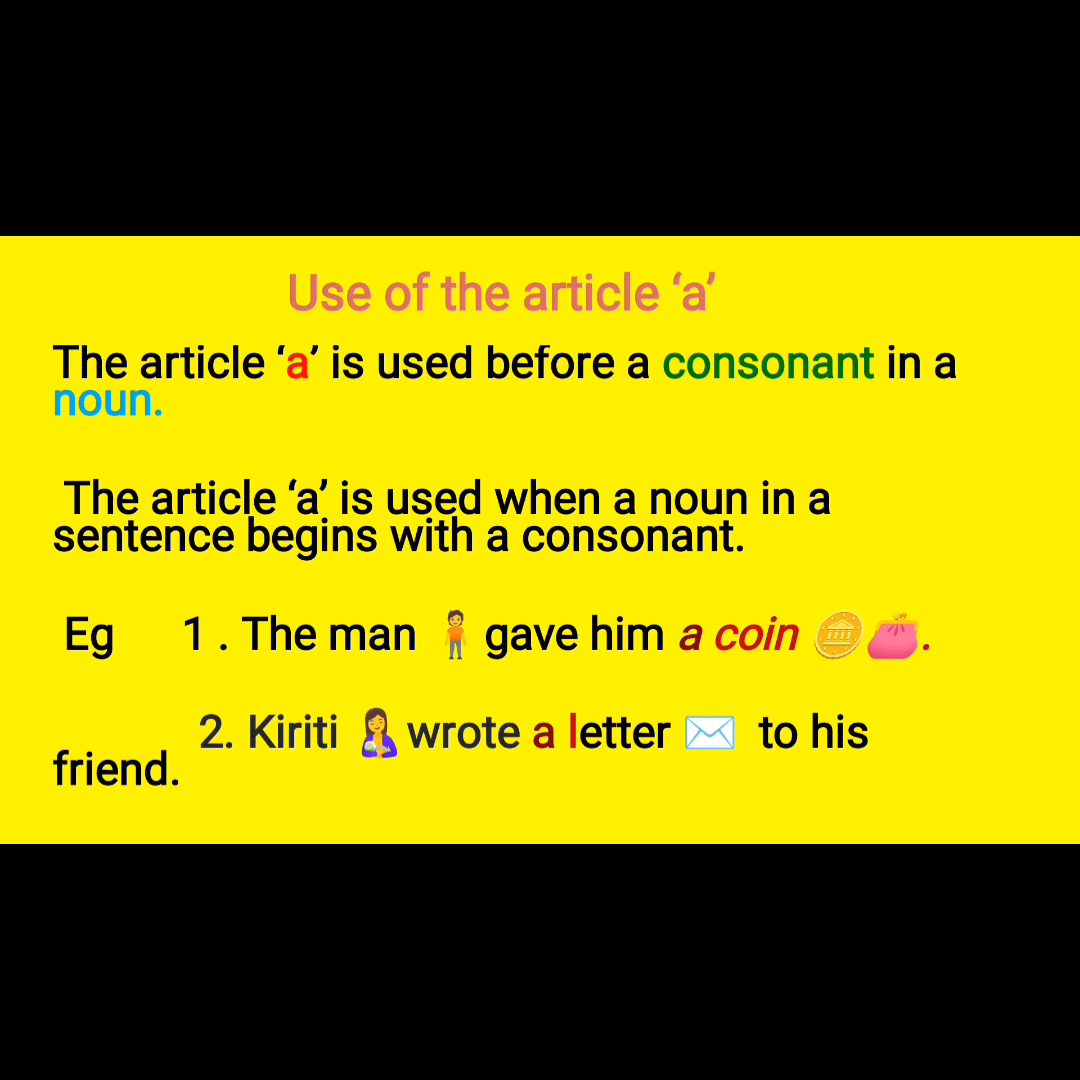 Use of the article ‘a’
The article ‘a’ is used before a consonant in a
noun.
The article ‘a’ is used when a noun in a
sentence begins with a consonant.
Eg 1 . The man 🧍 gave him a coin 🪙👛.
2. Kiriti 👩‍🍼 wrote a letter ✉️ to his
friend.